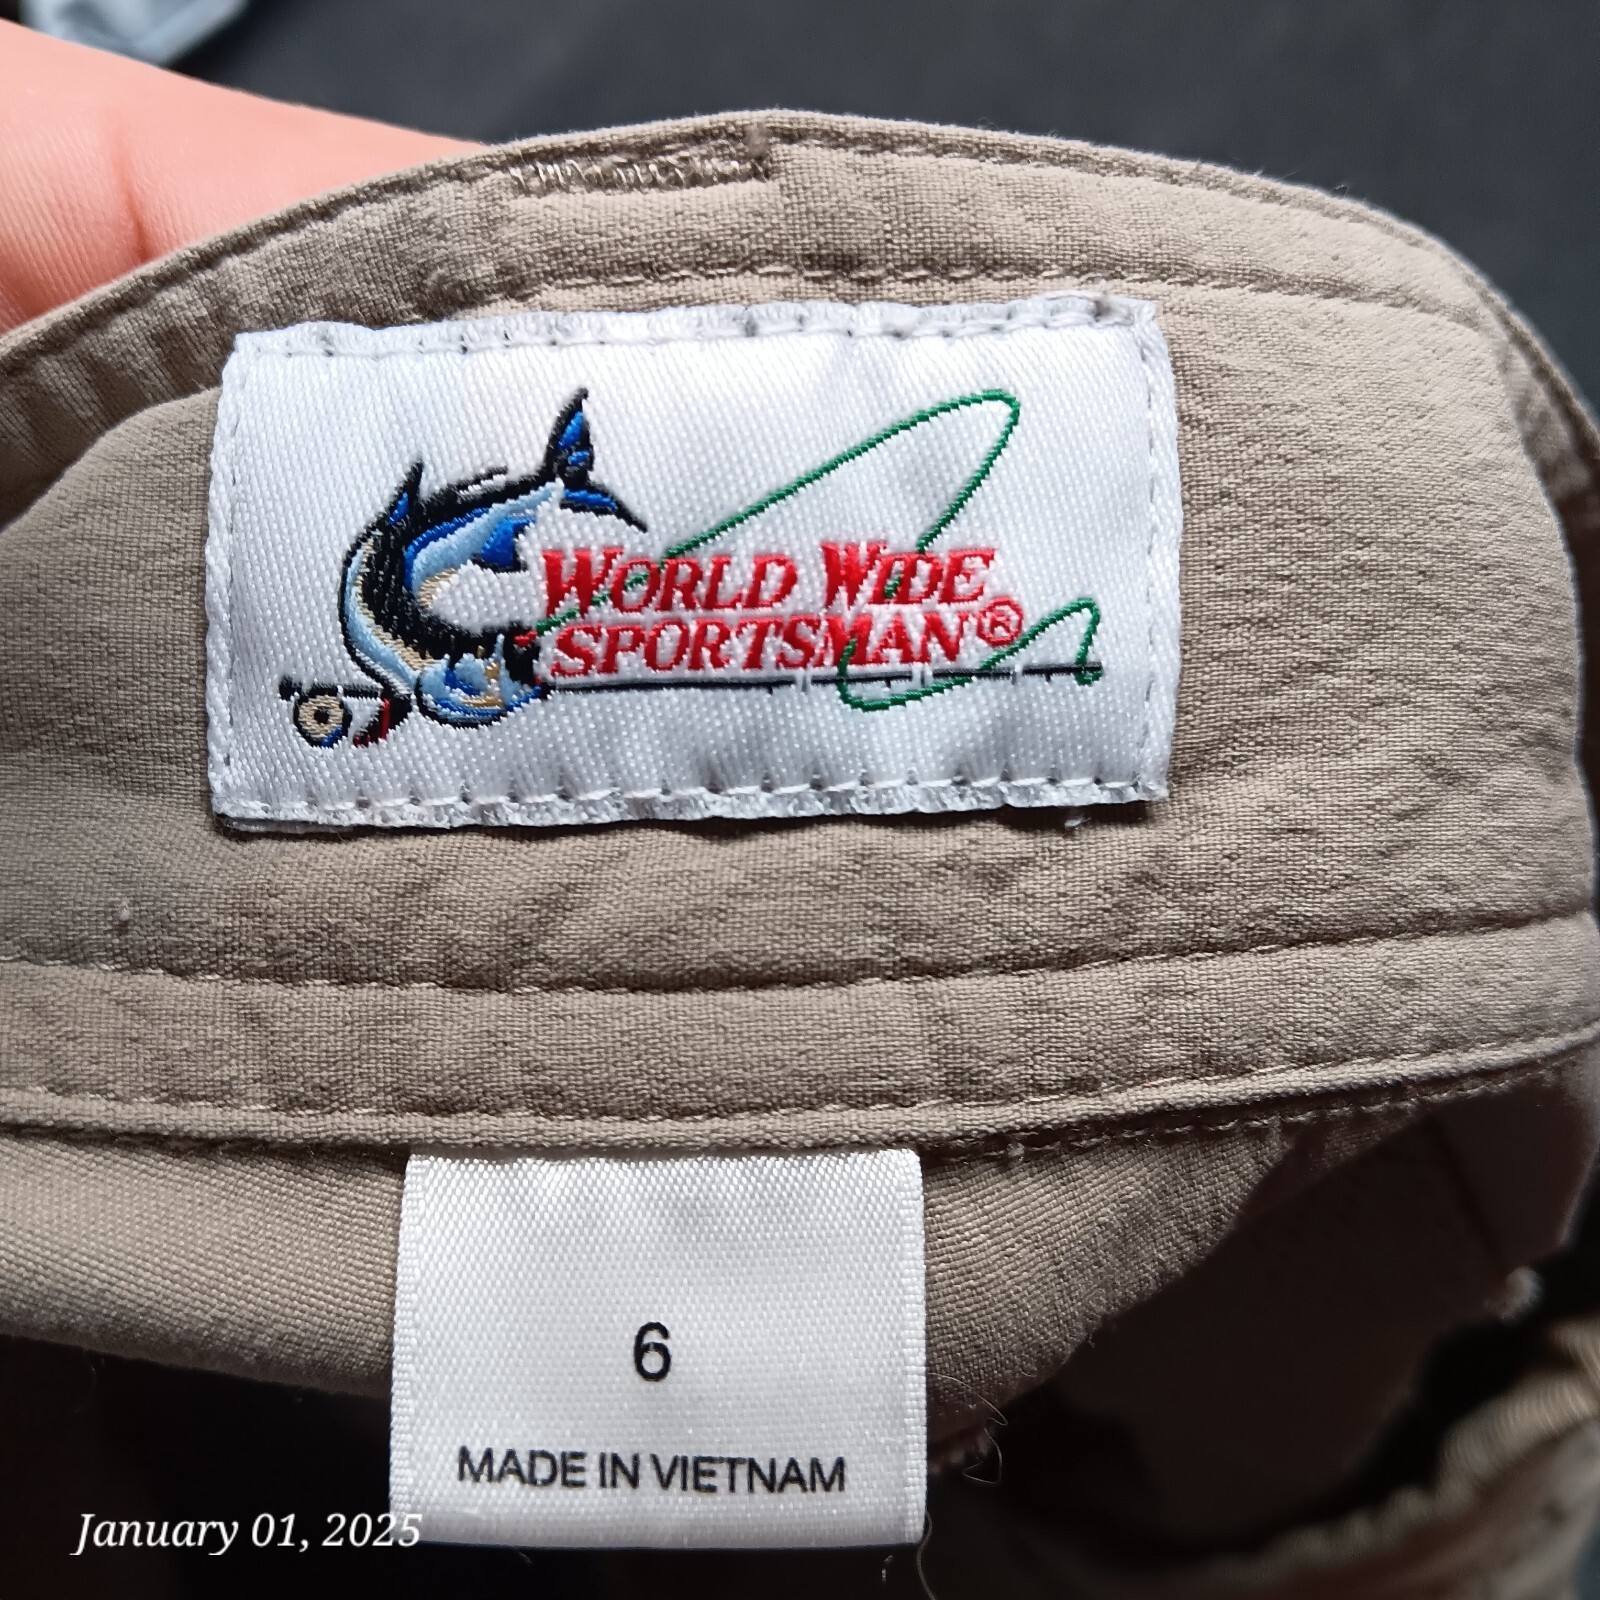 WORLD WIDE
SPORTSMAN®
6
MADE IN VIETNAM
January 01, 2025